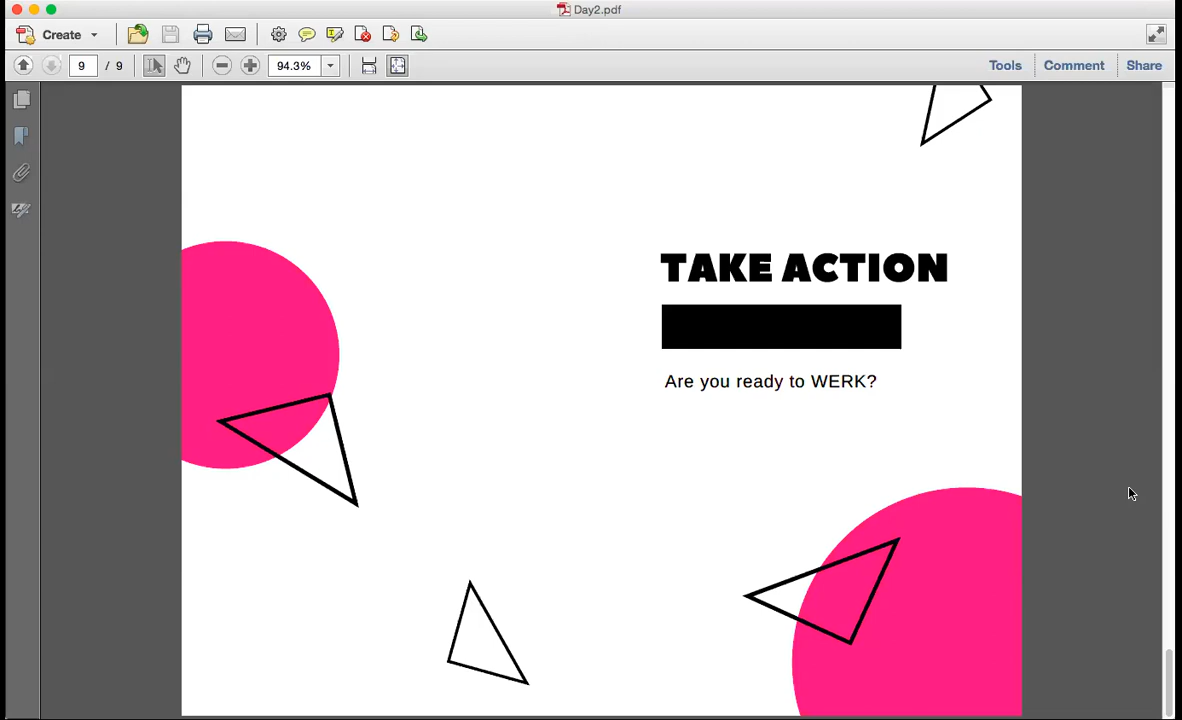 Day2.pdf
Create
9 / 9
94.3%
Tools
Comment
Share
TAKE ACTION
Are you ready to WERK?